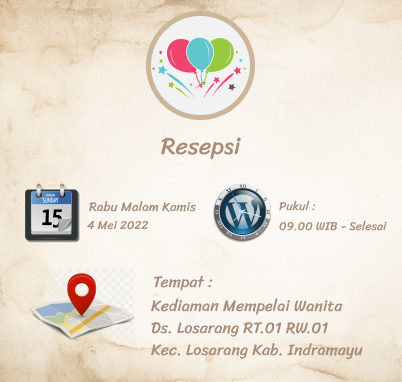 Resepsi
SUNDAY
15
Rabu Malam Kamis
4 Mei 2022
Pukul :
09.00 WIB - Selesai
Tempat :
Kediaman Mempelai Wanita
Ds. Losarang RT.01 RW.01
Kec. Losarang Kab. Indramayu